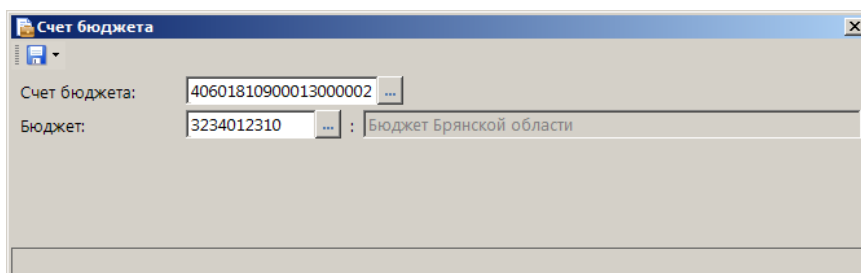 Счет бюджета
Счет бюджета: 40601810900013000002 ...
Бюджет: 3234012310 ... : Бюджет Брянской области